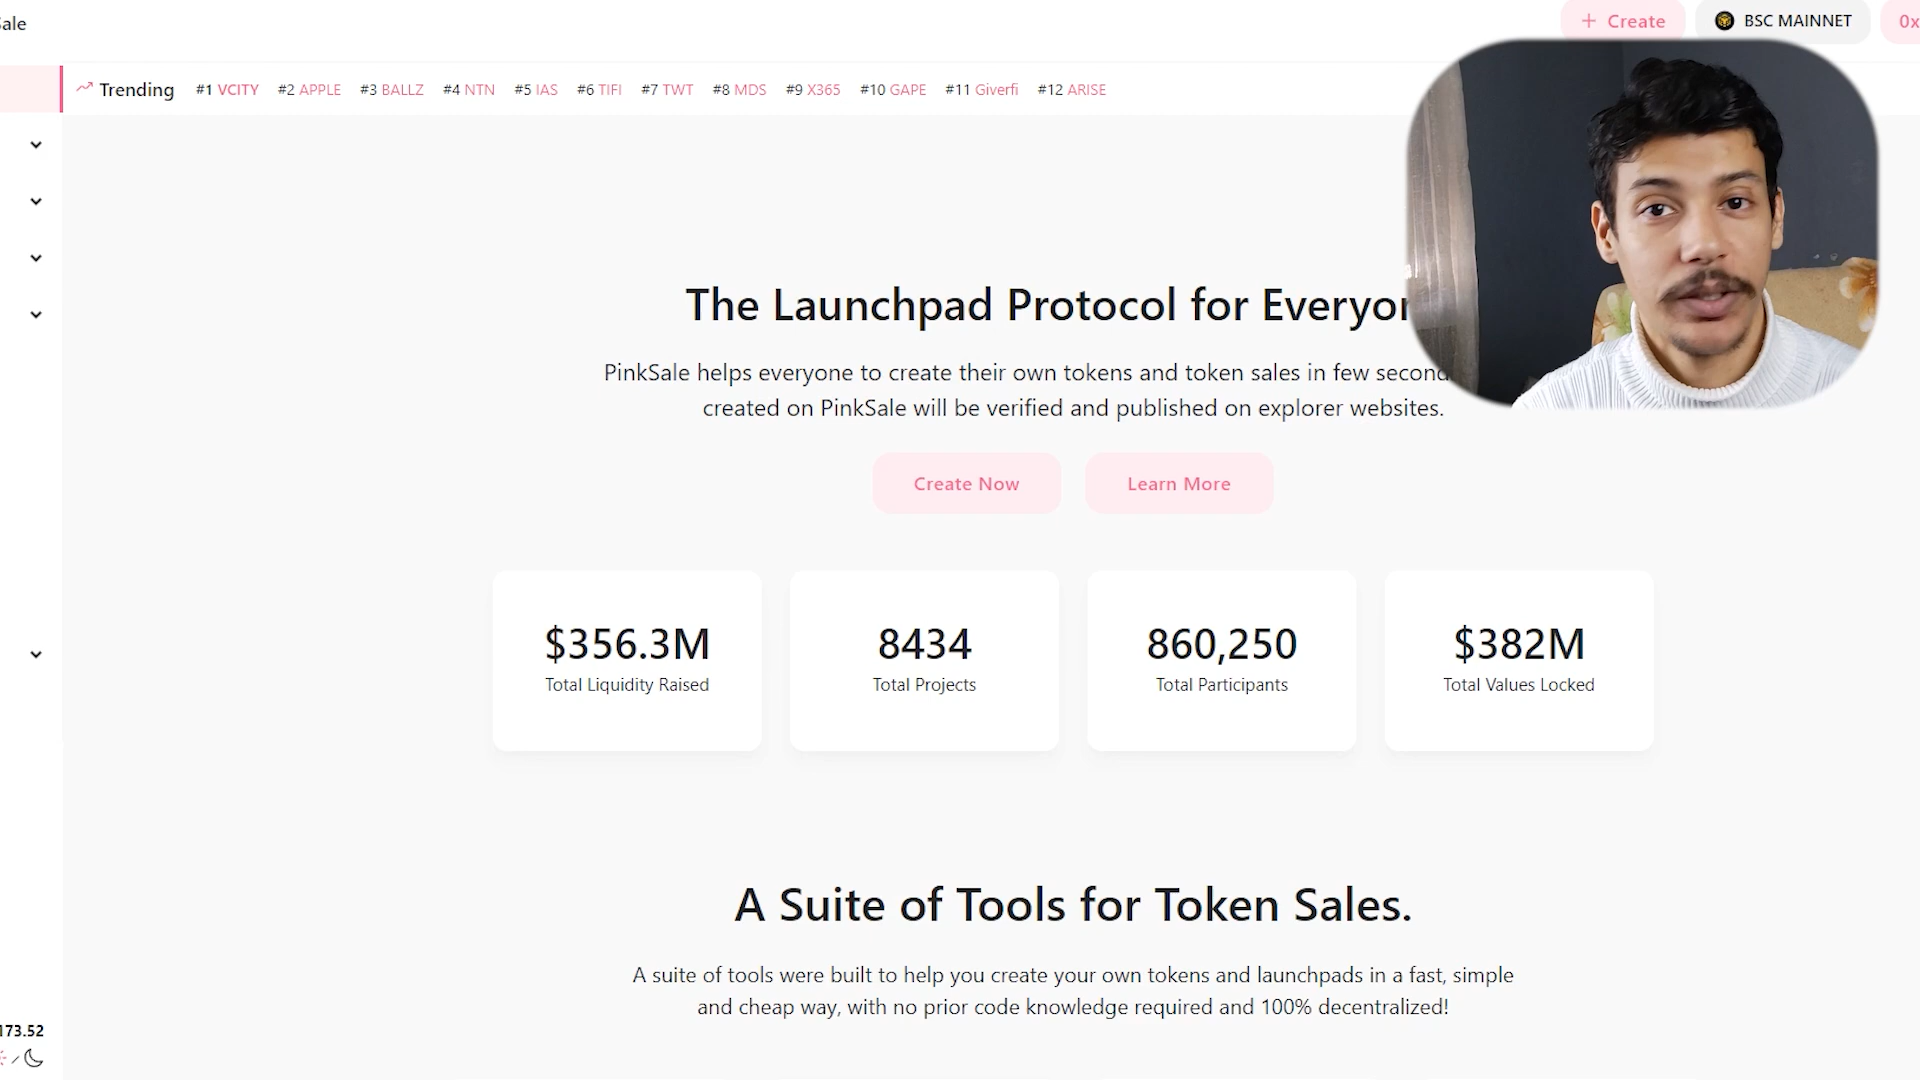 + Create
BSC MAINNET
0x
Trending #1 VCITY #2 APPLE #3 BALLZ #4 NTN #5 IAS #6 TIFI #7 TWT #8 MDS #9 X365 #10 GAPE #11 Giverfi #12 ARISE
The Launchpad Protocol for
PinkSale helps everyone to create their own tokens and token sales in few
created on PinkSale will be verified and published on explorer websites.
Create Now
Learn More
$356.3M
Total Liquidity Raised
8434
Total Projects
860,250
Total Participants
$382M
Total Values Locked
A Suite of Tools for Token Sales.
A suite of tools were built to help you create your own tokens and launchpads in a fast, simple
and cheap way, with no prior code knowledge required and 100% decentralized!
173.52